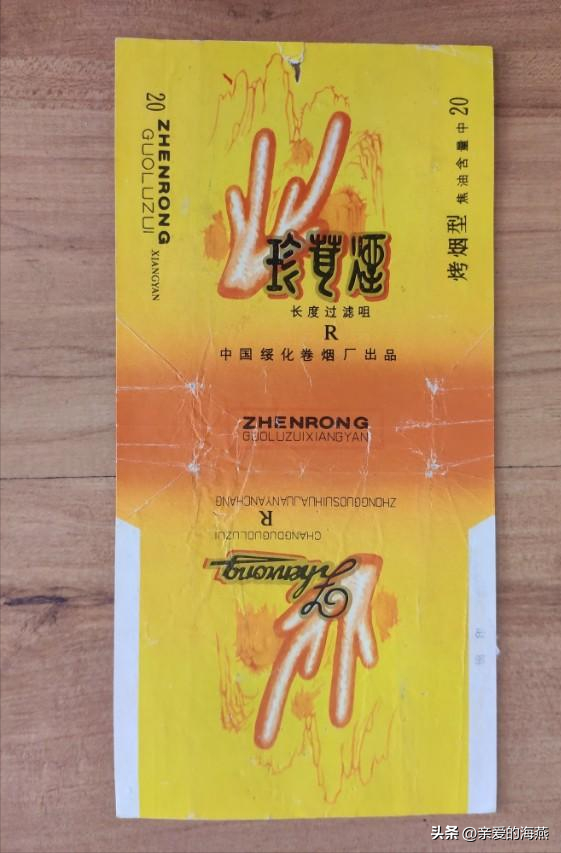 20 ZHENRONG
GUOLUZUI XIANGYAN
珍茸煙
长度过滤咀
R
中国绥化卷烟厂出品
烤烟型 焦油含量中 20
ZHENRONG
GUOLUZUIXIANGYAN
ZHONGGUOSUIHUAJUANYANCHANG
R
CHANGDUGUOLUZUI
Zhenrong
头条 @亲爱的海燕